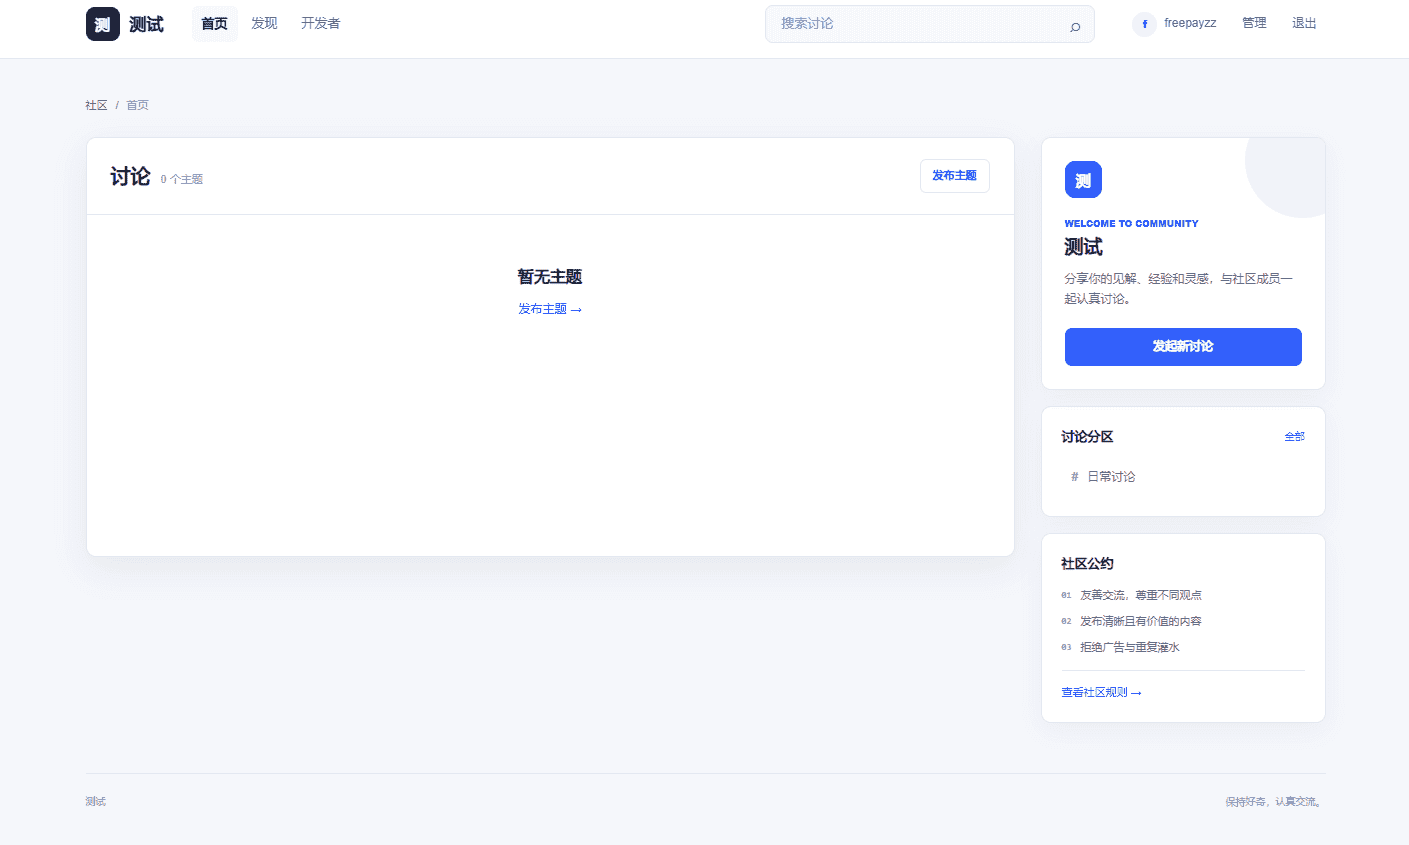 测 测试 首页 发现 开发者 搜索讨论 f freepayzz 管理 退出
社区 / 首页
讨论 0 个主题 发布主题
暂无主题
发布主题 →
测
WELCOME TO COMMUNITY
测试
分享你的见解、经验和灵感，与社区成员一
起认真讨论。
发起新讨论
讨论分区 全部
# 日常讨论
社区公约
01 友善交流，尊重不同观点
02 发布清晰且有价值的内容
03 拒绝广告与重复灌水
查看社区规则 →
测试 保持好奇，认真交流。